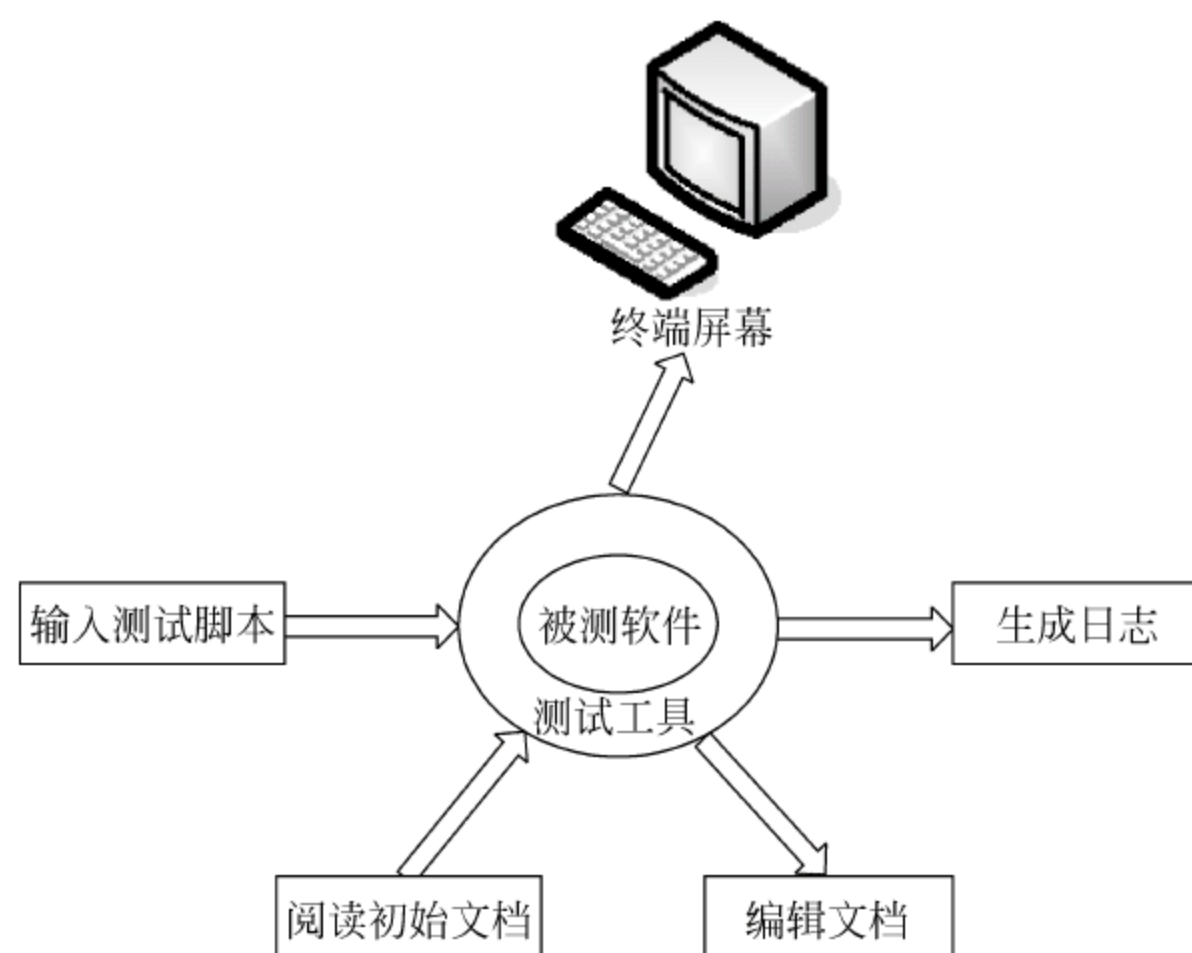 终端屏幕
输入测试脚本
被测软件
生成日志
测试工具
阅读初始文档
编辑文档